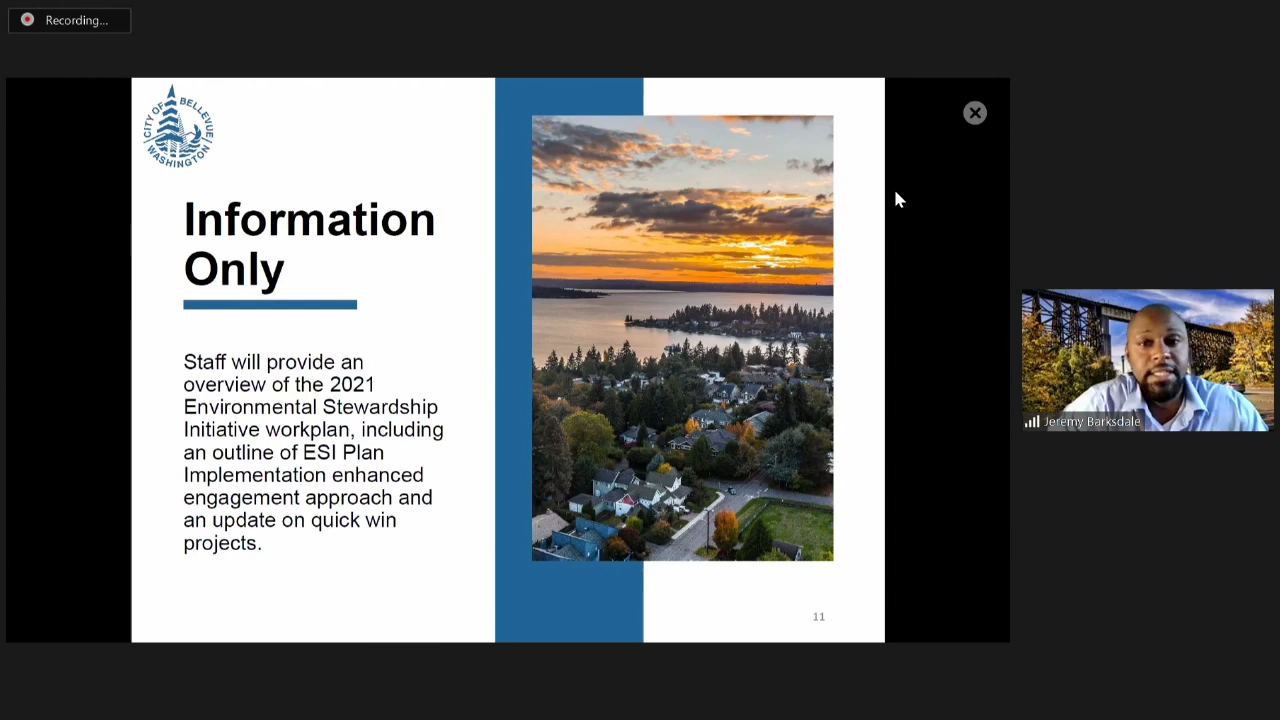 Recording...
CITY OF BELLEVUE
WASHINGTON
Information
Only
Staff will provide an
overview of the 2021
Environmental Stewardship
Initiative workplan, including
an outline of ESI Plan
Implementation enhanced
engagement approach and
an update on quick win
projects.
11
Jeremy Barksdale